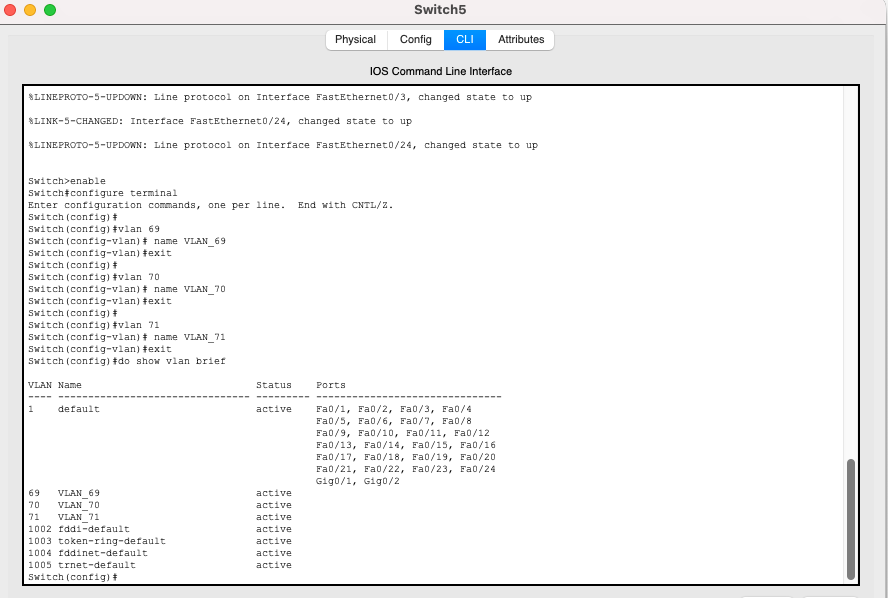 Switch5
Physical Config CLI Attributes
IOS Command Line Interface
%LINEPROTO-5-UPDOWN: Line protocol on Interface FastEthernet0/3, changed state to up
%LINK-5-CHANGED: Interface FastEthernet0/24, changed state to up
%LINEPROTO-5-UPDOWN: Line protocol on Interface FastEthernet0/24, changed state to up
Switch>enable
Switch#configure terminal
Enter configuration commands, one per line.  End with CNTL/Z.
Switch(config)#
Switch(config)#vlan 69
Switch(config-vlan)# name VLAN_69
Switch(config-vlan)#exit
Switch(config)#
Switch(config)#vlan 70
Switch(config-vlan)# name VLAN_70
Switch(config-vlan)#exit
Switch(config)#
Switch(config)#vlan 71
Switch(config-vlan)# name VLAN_71
Switch(config-vlan)#exit
Switch(config)#do show vlan brief
VLAN Name                             Status    Ports
---- -------------------------------- --------- -------------------------------
1    default                          active    Fa0/1, Fa0/2, Fa0/3, Fa0/4
                                                Fa0/5, Fa0/6, Fa0/7, Fa0/8
                                                Fa0/9, Fa0/10, Fa0/11, Fa0/12
                                                Fa0/13, Fa0/14, Fa0/15, Fa0/16
                                                Fa0/17, Fa0/18, Fa0/19, Fa0/20
                                                Fa0/21, Fa0/22, Fa0/23, Fa0/24
                                                Gig0/1, Gig0/2
69   VLAN_69                          active
70   VLAN_70                          active
71   VLAN_71                          active
1002 fddi-default                     active
1003 token-ring-default               active
1004 fddinet-default                  active
1005 trnet-default                    active
Switch(config)#